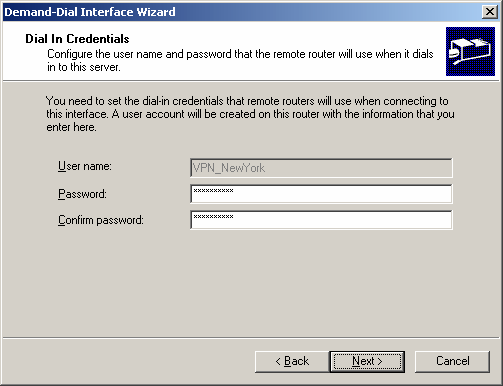 Demand-Dial Interface Wizard
Dial In Credentials
Configure the user name and password that the remote router will use when it dials
in to this server.
You need to set the dial-in credentials that remote routers will use when connecting to
this interface. A user account will be created on this router with the information that you
enter here.
User name: VPN_NewYork
Password: **********
Confirm password: **********
< Back Next > Cancel